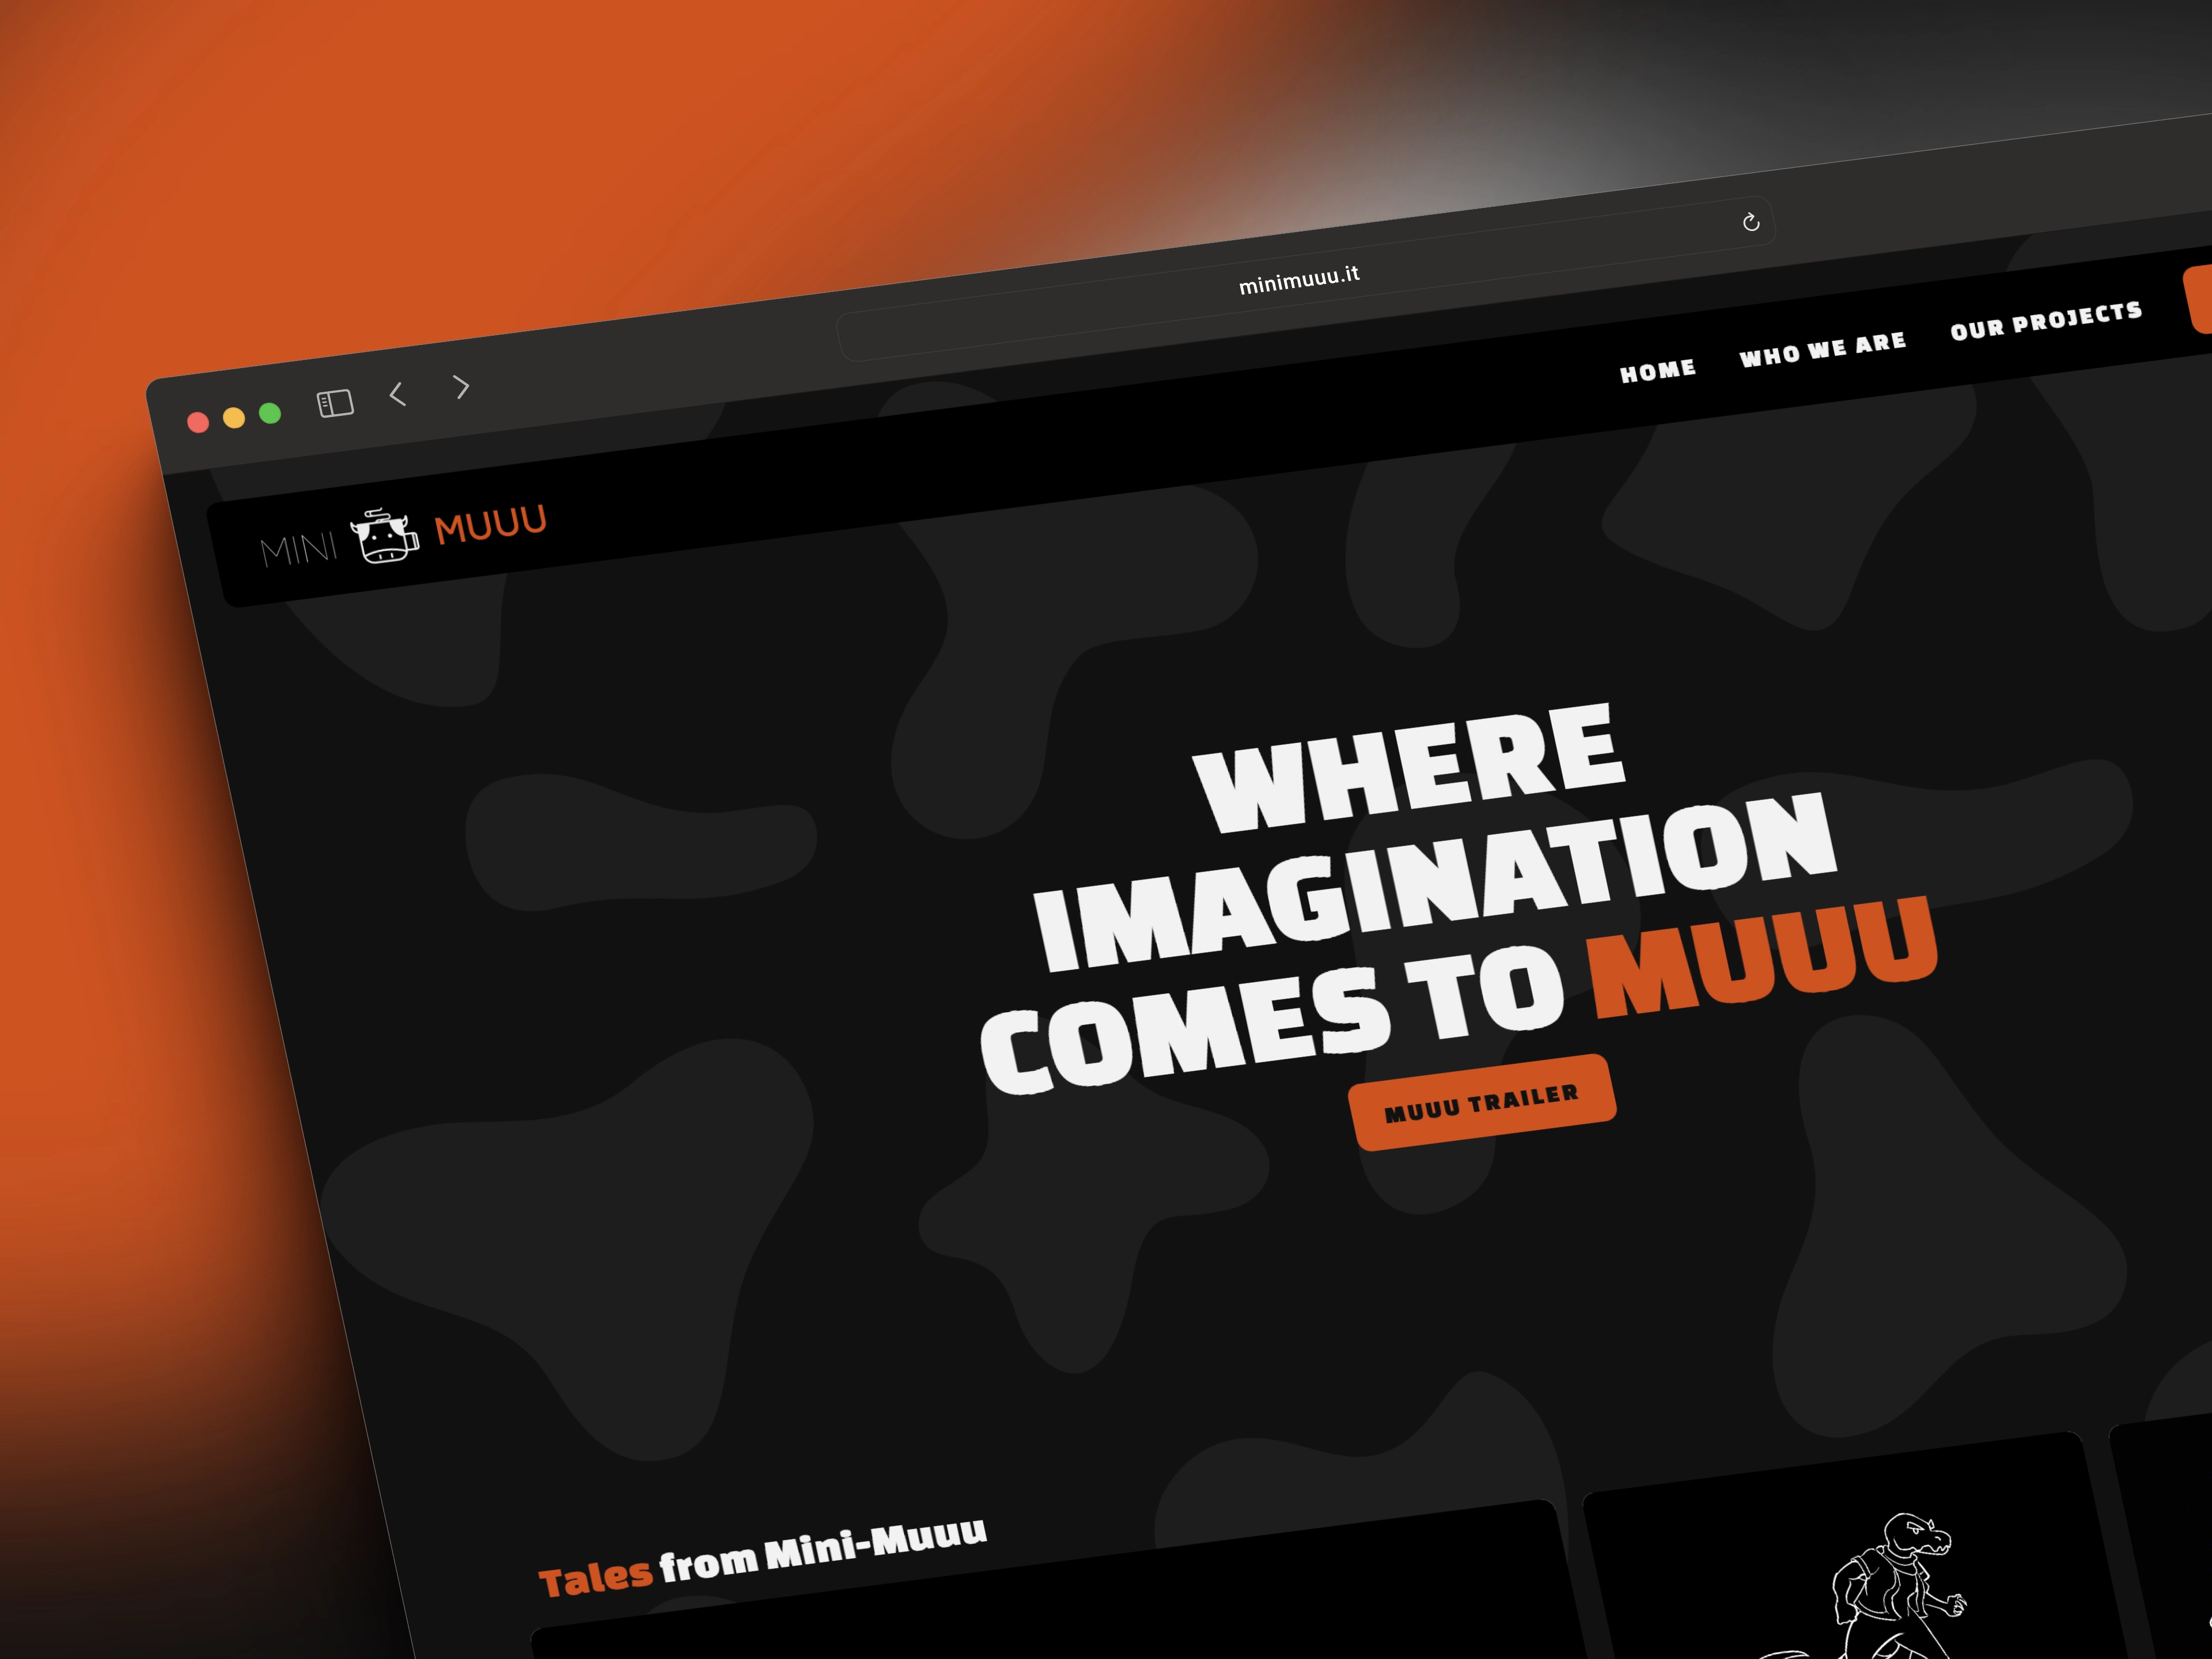 minimuuu.it
HOME WHO WE ARE OUR PROJECTS
MINI MUUU
WHERE
IMAGINATION
COMES TO MUUU
MUUU TRAILER
Tales from Mini-Muuu